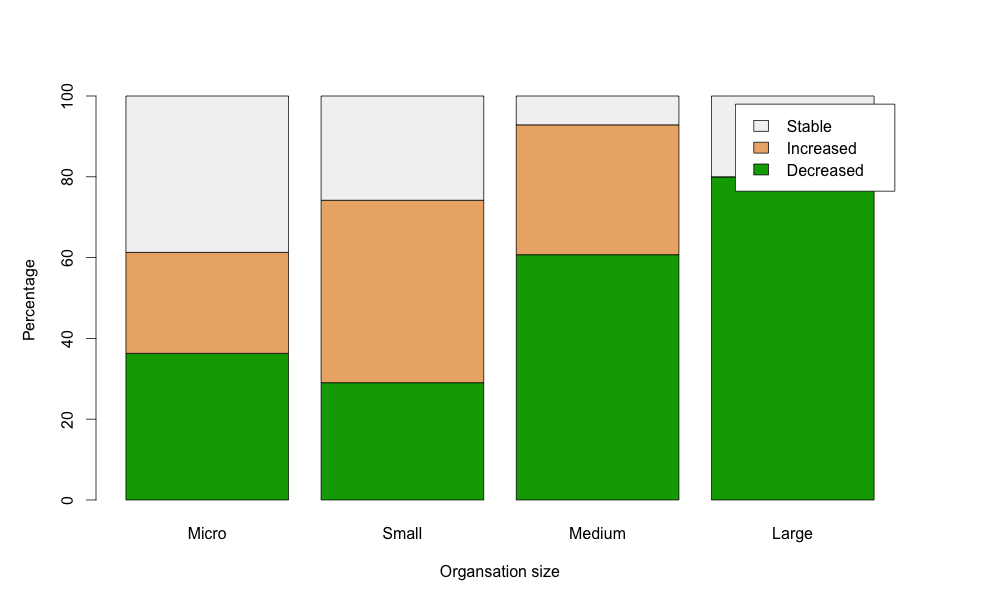 Percentage
100
80
60
40
20
0
Stable
Increased
Decreased
Micro
Small
Medium
Large
Organsation size